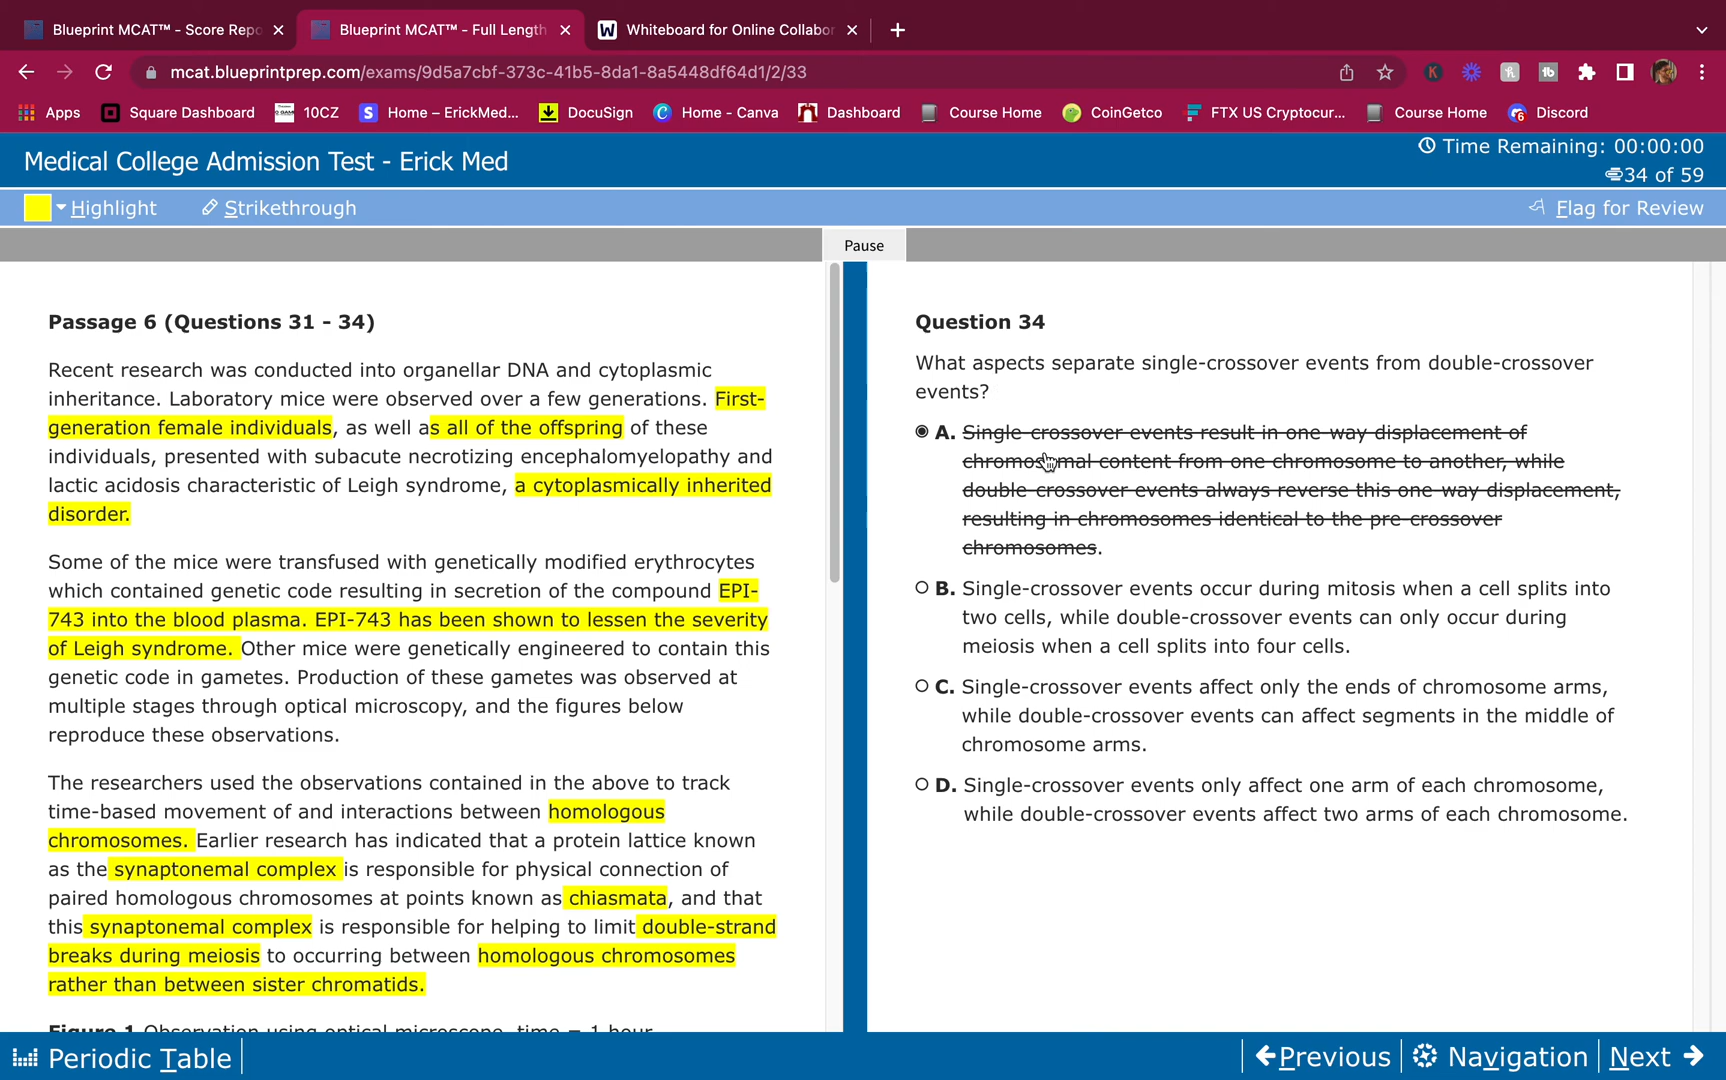 Blueprint MCAT™ - Score Repo
Blueprint MCAT™ - Full Length
Whiteboard for Online Collabor
mcat.blueprintprep.com/exams/9d5a7cbf-373c-41b5-8da1-8a5448df64d1/2/33
Apps
Square Dashboard
10CZ
Home – ErickMed...
DocuSign
Home - Canva
Dashboard
Course Home
CoinGetco
FTX US Cryptocur...
Course Home
Discord
Medical College Admission Test - Erick Med
Time Remaining: 00:00:00
34 of 59
Highlight
Strikethrough
Flag for Review
Pause
Passage 6 (Questions 31 - 34)
Recent research was conducted into organellar DNA and cytoplasmic
inheritance. Laboratory mice were observed over a few generations. First-
generation female individuals, as well as all of the offspring of these
individuals, presented with subacute necrotizing encephalomyelopathy and
lactic acidosis characteristic of Leigh syndrome, a cytoplasmically inherited
disorder.
Some of the mice were transfused with genetically modified erythrocytes
which contained genetic code resulting in secretion of the compound EPI-
743 into the blood plasma. EPI-743 has been shown to lessen the severity
of Leigh syndrome. Other mice were genetically engineered to contain this
genetic code in gametes. Production of these gametes was observed at
multiple stages through optical microscopy, and the figures below
reproduce these observations.
The researchers used the observations contained in the above to track
time-based movement of and interactions between homologous
chromosomes. Earlier research has indicated that a protein lattice known
as the synaptonemal complex is responsible for physical connection of
paired homologous chromosomes at points known as chiasmata, and that
this synaptonemal complex is responsible for helping to limit double-strand
breaks during meiosis to occurring between homologous chromosomes
rather than between sister chromatids.
Figure 1 Observation using optical microscope, time = 1 hour
Question 34
What aspects separate single-crossover events from double-crossover
events?
A. Single-crossover events result in one-way displacement of
chromosomal content from one chromosome to another, while
double-crossover events always reverse this one-way displacement,
resulting in chromosomes identical to the pre-crossover
chromosomes.
B. Single-crossover events occur during mitosis when a cell splits into
two cells, while double-crossover events can only occur during
meiosis when a cell splits into four cells.
C. Single-crossover events affect only the ends of chromosome arms,
while double-crossover events can affect segments in the middle of
chromosome arms.
D. Single-crossover events only affect one arm of each chromosome,
while double-crossover events affect two arms of each chromosome.
Periodic Table
Previous
Navigation
Next